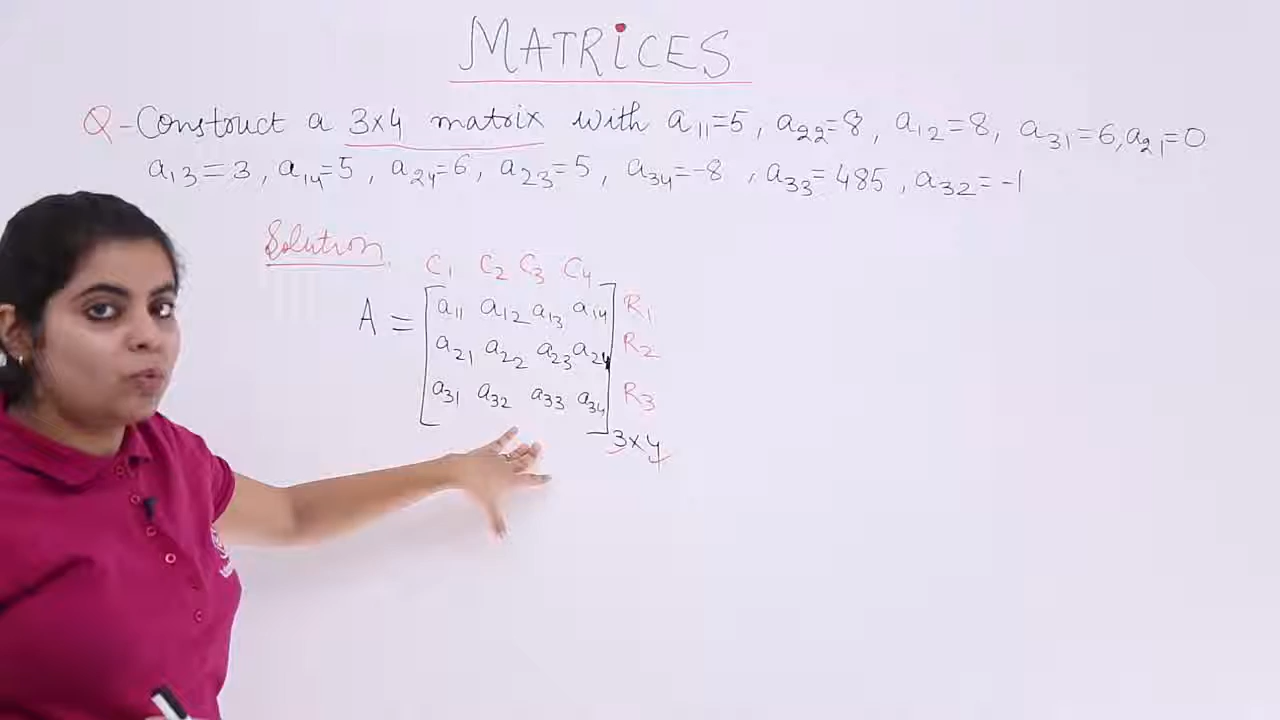 MATRiCES
Q-Construct a 3x4 matrix with a₁₁=5, a₂₂=8, a₁₂=8, a₃₁=6, a₂₁=0
a₁₃=3, a₁₄=5, a₂₄=6, a₂₃=5, a₃₄=-8, a₃₃=485, a₃₂=-1
Solution
C₁ C₂ C₃ C₄
a₁₁ a₁₂ a₁₃ a₁₄ R₁
A = a₂₁ a₂₂ a₂₃ a₂₄ R₂
a₃₁ a₃₂ a₃₃ a₃₄ R₃
3x4